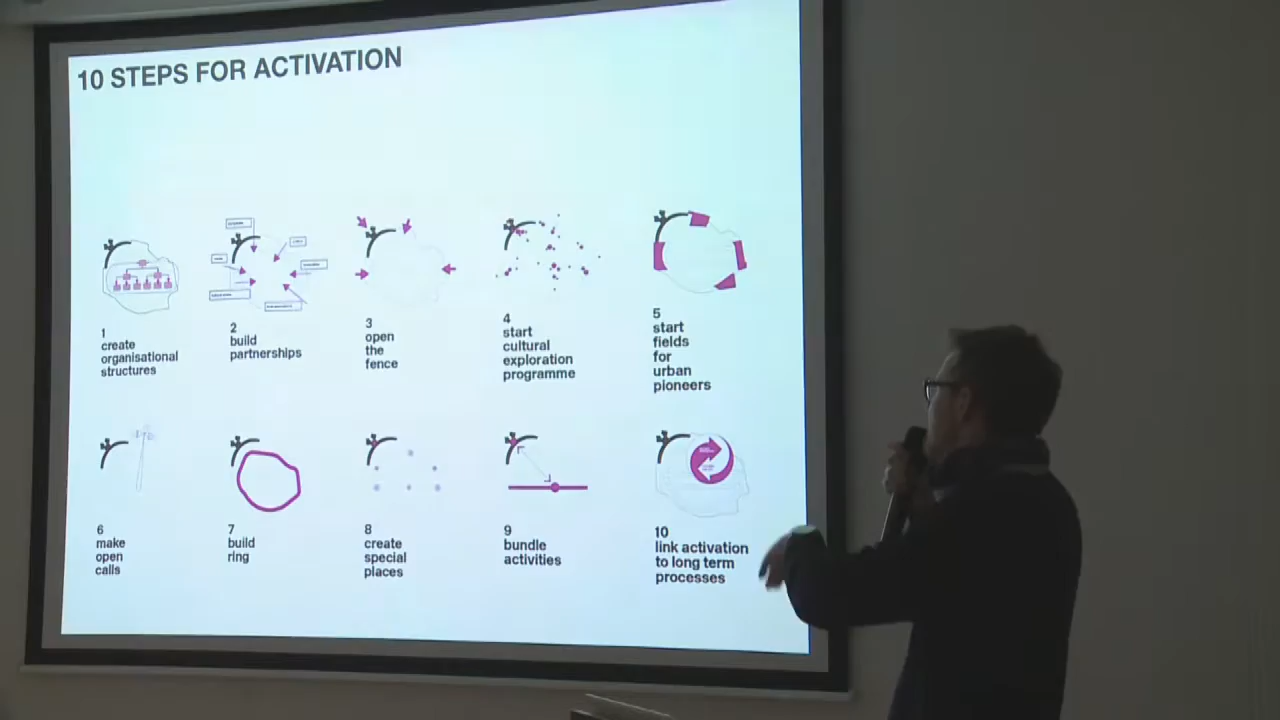 10 STEPS FOR ACTIVATION
1
create
organisational
structures
2
build
partnerships
3
open
the
fence
4
start
cultural
exploration
programme
5
start
fields
for
urban
pioneers
6
make
open
calls
7
build
ring
8
create
special
places
9
bundle
activities
10
link activation
to long term
processes